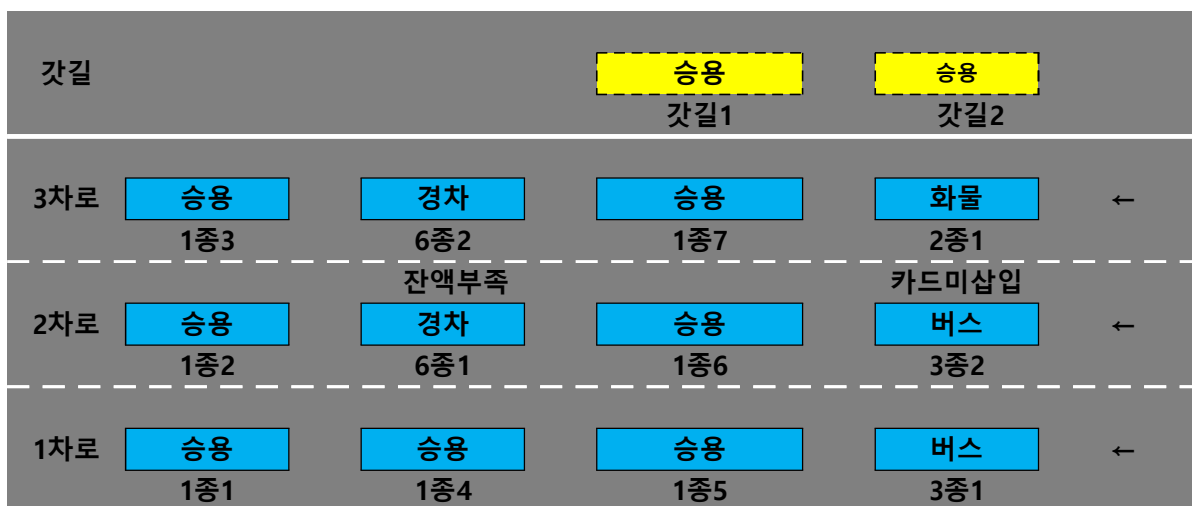 갓길 승용 승용
갓길1 갓길2
3차로 승용 경차 승용 화물 ←
1종3 6종2 1종7 2종1
잔액부족 카드미삽입
2차로 승용 경차 승용 버스 ←
1종2 6종1 1종6 3종2
1차로 승용 승용 승용 버스 ←
1종1 1종4 1종5 3종1